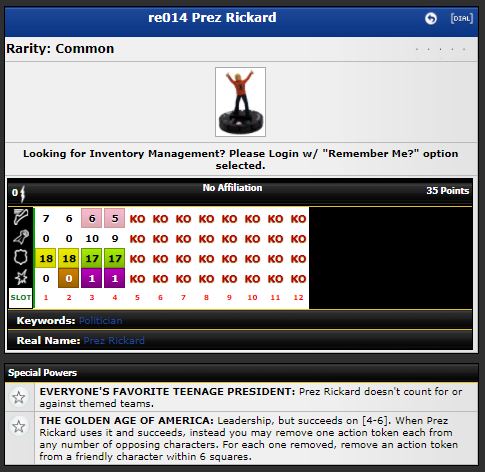 re014 Prez Rickard
[DIAL]
Rarity: Common
Looking for Inventory Management? Please Login w/ "Remember Me?" option
selected.
0 No Affiliation 35 Points
7 6 6 5 KO KO KO KO KO KO KO KO
0 0 10 9 KO KO KO KO KO KO KO KO
18 18 17 17 KO KO KO KO KO KO KO KO
0 0 1 1 KO KO KO KO KO KO KO KO
SLOT 1 2 3 4 5 6 7 8 9 10 11 12
Keywords: Politician
Real Name: Prez Rickard
Special Powers
EVERYONE'S FAVORITE TEENAGE PRESIDENT: Prez Rickard doesn't count for or
against themed teams.
THE GOLDEN AGE OF AMERICA: Leadership, but succeeds on [4-6]. When Prez
Rickard uses it and succeeds, instead you may remove one action token each from
any number of opposing characters. For each one removed, remove an action token
from a friendly character within 6 squares.